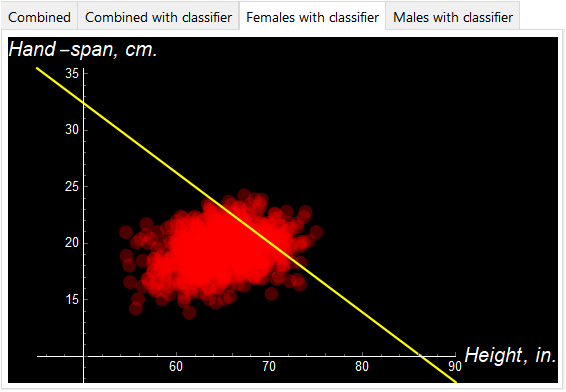 Combined Combined with classifier Females with classifier Males with classifier
Hand–span, cm.
35
30
25
20
15
60 70 80 90
Height, in.